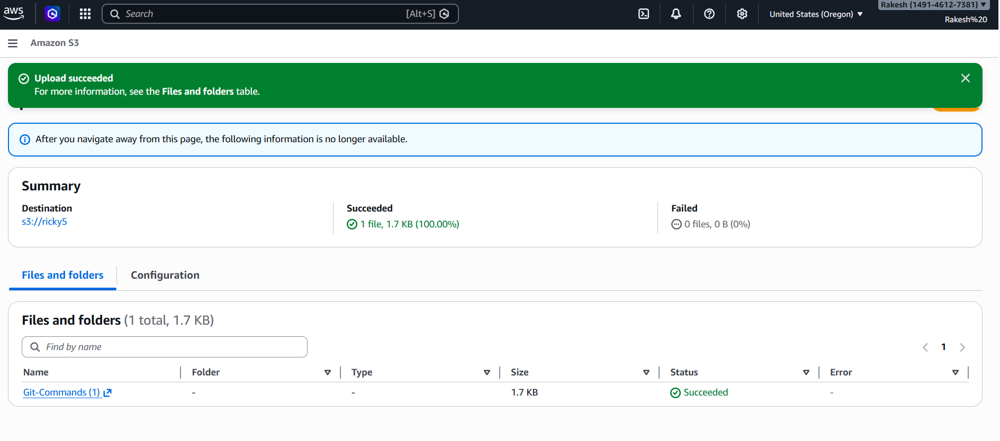 aws
Search
[Alt+S]
United States (Oregon)
Rakesh (1491-4612-7381)
Rakesh%20
Amazon S3
Upload succeeded
For more information, see the Files and folders table.
After you navigate away from this page, the following information is no longer available.
Summary
Destination
s3://ricky5
Succeeded
1 file, 1.7 KB (100.00%)
Failed
0 files, 0 B (0%)
Files and folders
Configuration
Files and folders (1 total, 1.7 KB)
Find by name
1
Name Folder Type Size Status Error
Git-Commands (1) - - 1.7 KB Succeeded -